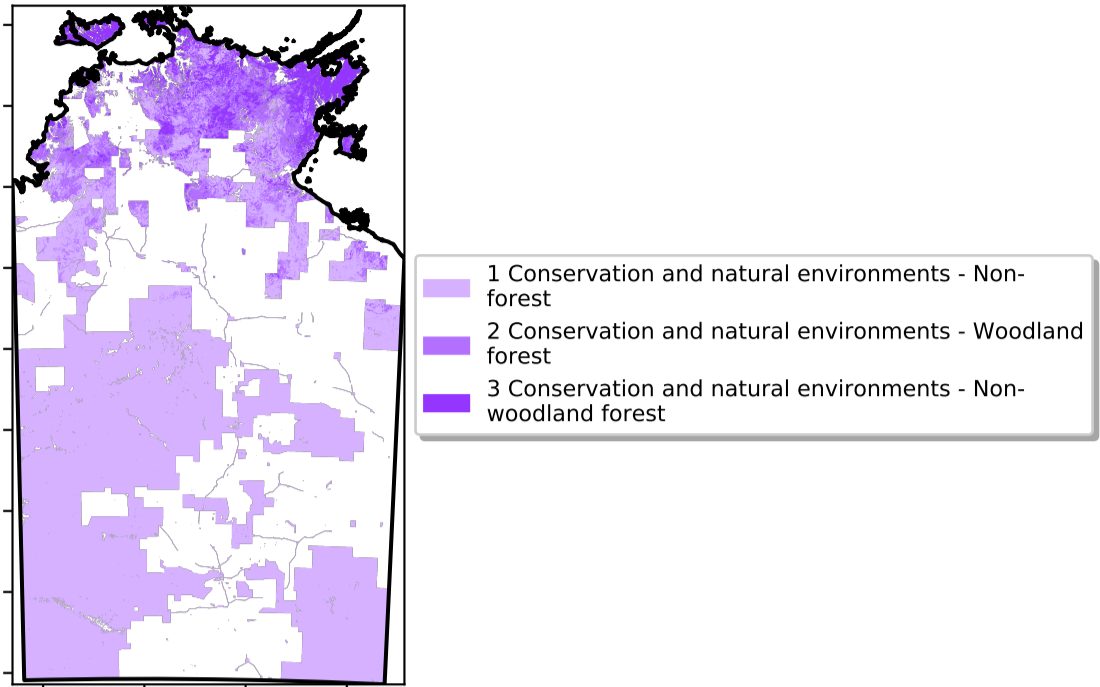 1 Conservation and natural environments - Non-
forest
2 Conservation and natural environments - Woodland
forest
3 Conservation and natural environments - Non-
woodland forest